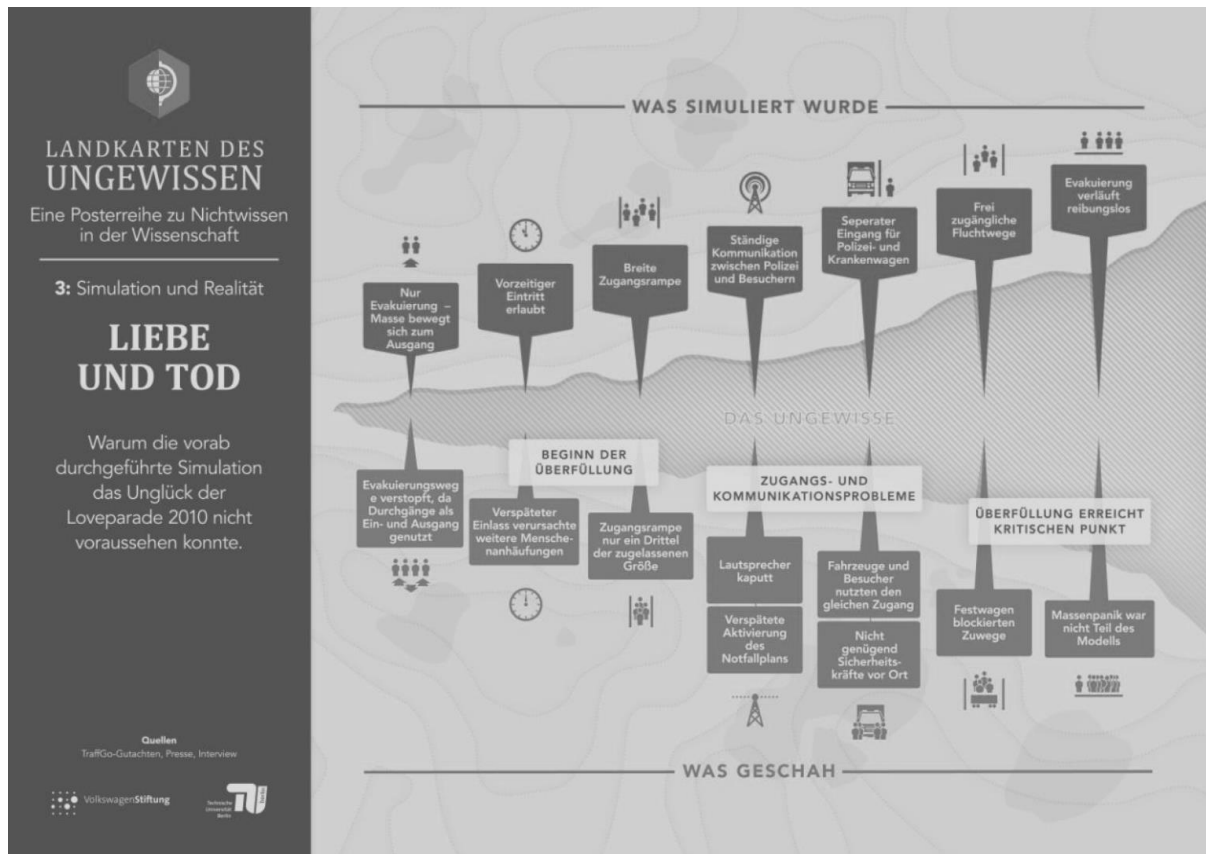 LANDKARTEN DES
UNGEWISSEN
Eine Posterreihe zu Nichtwissen
in der Wissenschaft
3: Simulation und Realität
LIEBE
UND TOD
Warum die vorab
durchgeführte Simulation
das Unglück der
Loveparade 2010 nicht
voraussehen konnte.
Quellen
TraffGo-Gutachten, Presse, Interview
VolkswagenStiftung
Technische
Universität
Berlin
berlin
WAS SIMULIERT WURDE
Nur
Evakuierung –
Masse bewegt
sich zum
Ausgang
Vorzeitiger
Eintritt
erlaubt
Breite
Zugangsrampe
Ständige
Kommunikation
zwischen Polizei
und Besuchern
Seperater
Eingang für
Polizei- und
Krankenwagen
Frei
zugängliche
Fluchtwege
Evakuierung
verläuft
reibungslos
DAS UNGEWISSE
BEGINN DER
ÜBERFÜLLUNG
ZUGANGS- UND
KOMMUNIKATIONSPROBLEME
ÜBERFÜLLUNG ERREICHT
KRITISCHEN PUNKT
Evakuierungsweg
e verstopft, da
Durchgänge als
Ein- und Ausgang
genutzt
Verspäteter
Einlass verursachte
weitere Mensche-
nanhäufungen
Zugangsrampe
nur ein Drittel
der zugelassenen
Größe
Lautsprecher
kaputt
Verspätete
Aktivierung
des
Notfallplans
Fahrzeuge und
Besucher
nutzten den
gleichen Zugang
Nicht
genügend
Sicherheits-
kräfte vor Ort
Festwagen
blockierten
Zuwege
Massenpanik war
nicht Teil des
Modells
WAS GESCHAH